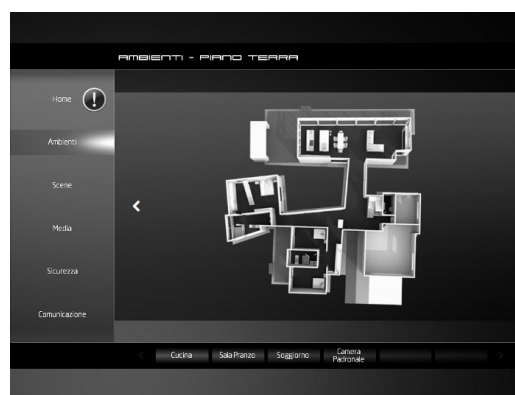 AMBIENTI - PIANO TERRA
Home
Ambienti
Scene
Media
Sicurezza
Comunicazione
Cucina
Sala Pranzo
Soggiorno
Camera
Padronale